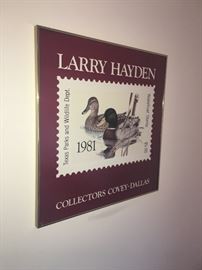 LARRY HAYDEN
Texas Parks and Wildlife Dept.
1981
COLLECTORS COVEY-DALLAS